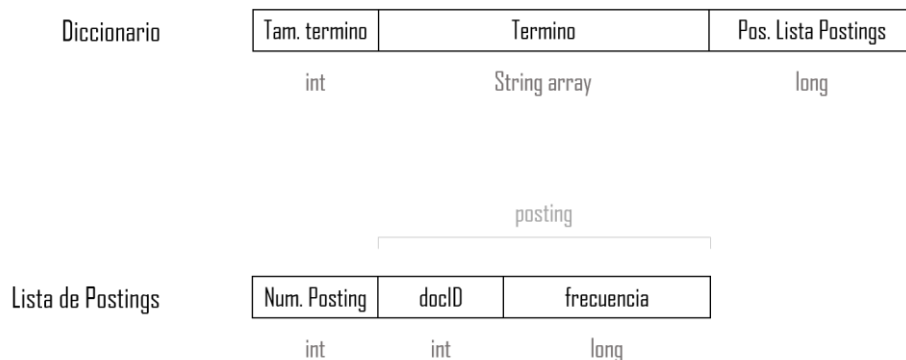 Diccionario Tam. termino Termino Pos. Lista Postings
int String array long
posting
Lista de Postings Num. Posting docID frecuencia
int int long